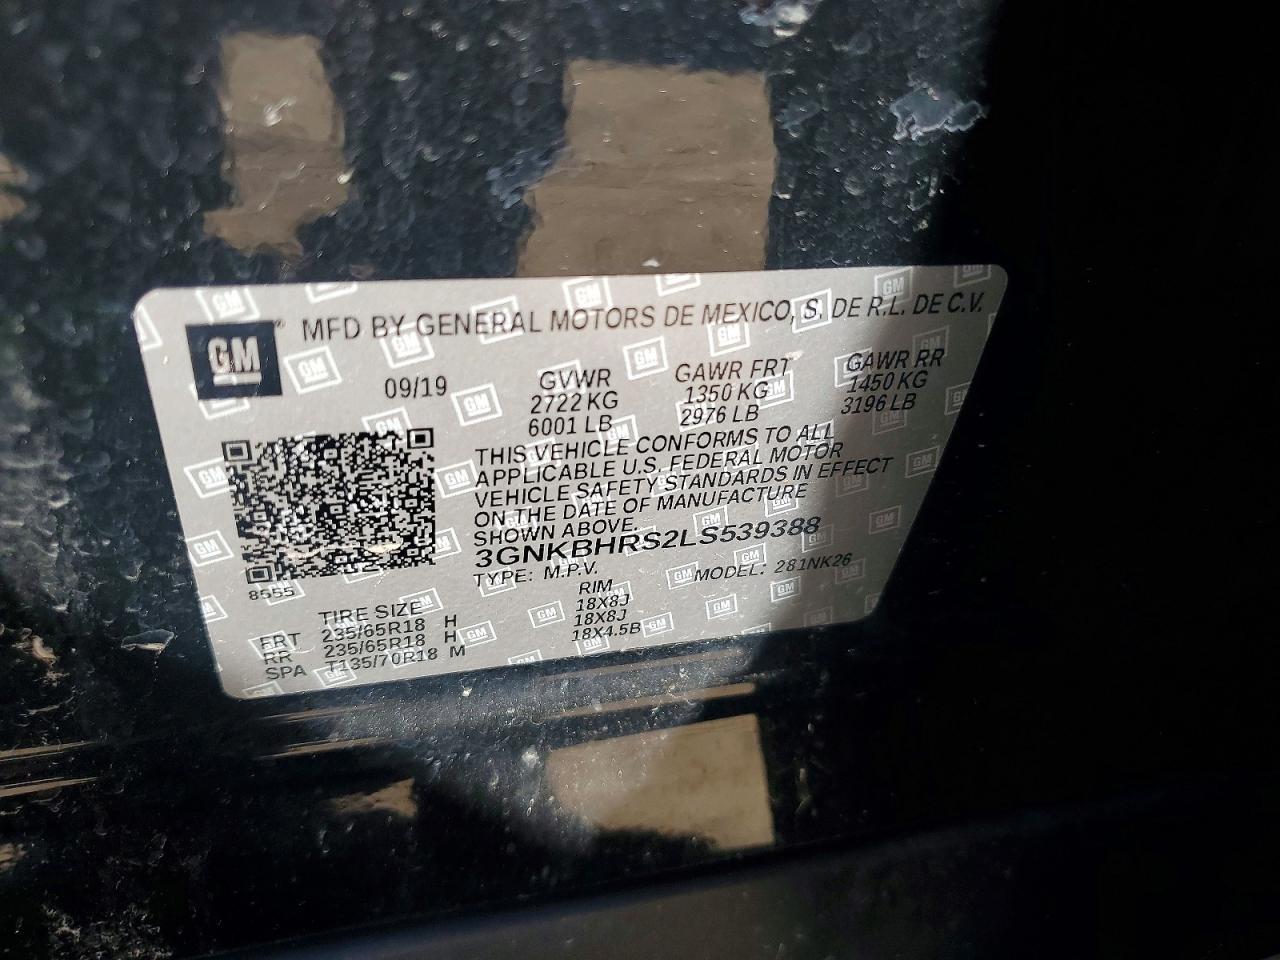 GM
MFD BY GENERAL MOTORS DE MEXICO, S. DE R.L. DE C.V.
09/19 GVWR GAWR FRT GAWR RR
2722 KG 1350 KG 1450 KG
6001 LB 2976 LB 3196 LB
THIS VEHICLE CONFORMS TO ALL
APPLICABLE U.S. FEDERAL MOTOR
VEHICLE SAFETY STANDARDS IN EFFECT
ON THE DATE OF MANUFACTURE
SHOWN ABOVE.
3GNKBHRS2LS539388
TYPE: M.P.V. MODEL: 281NK26
8555
TIRE SIZE RIM
FRT 235/65R18 H 18X8J
RR 235/65R18 H 18X8J
SPA T135/70R18 M 18X4.5B